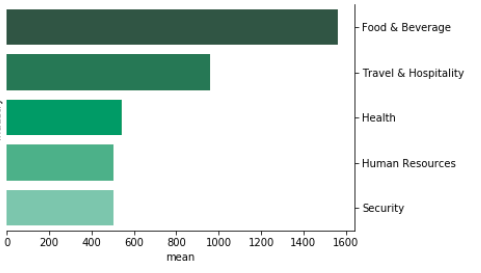 Food & Beverage
Travel & Hospitality
Health
Human Resources
Security
0 200 400 600 800 1000 1200 1400 1600
mean